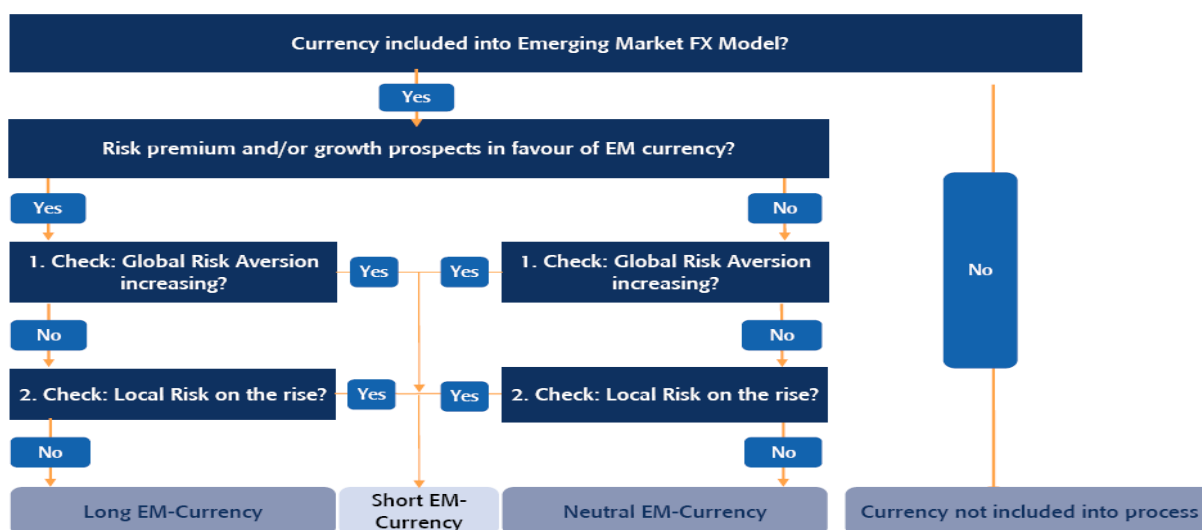 Currency included into Emerging Market FX Model?
Yes
Risk premium and/or growth prospects in favour of EM currency?
Yes
No
No
1. Check: Global Risk Aversion
increasing?
Yes
Yes
1. Check: Global Risk Aversion
increasing?
No
No
2. Check: Local Risk on the rise?
Yes
Yes
2. Check: Local Risk on the rise?
No
No
Long EM-Currency
Short EM-
Currency
Neutral EM-Currency
Currency not included into process